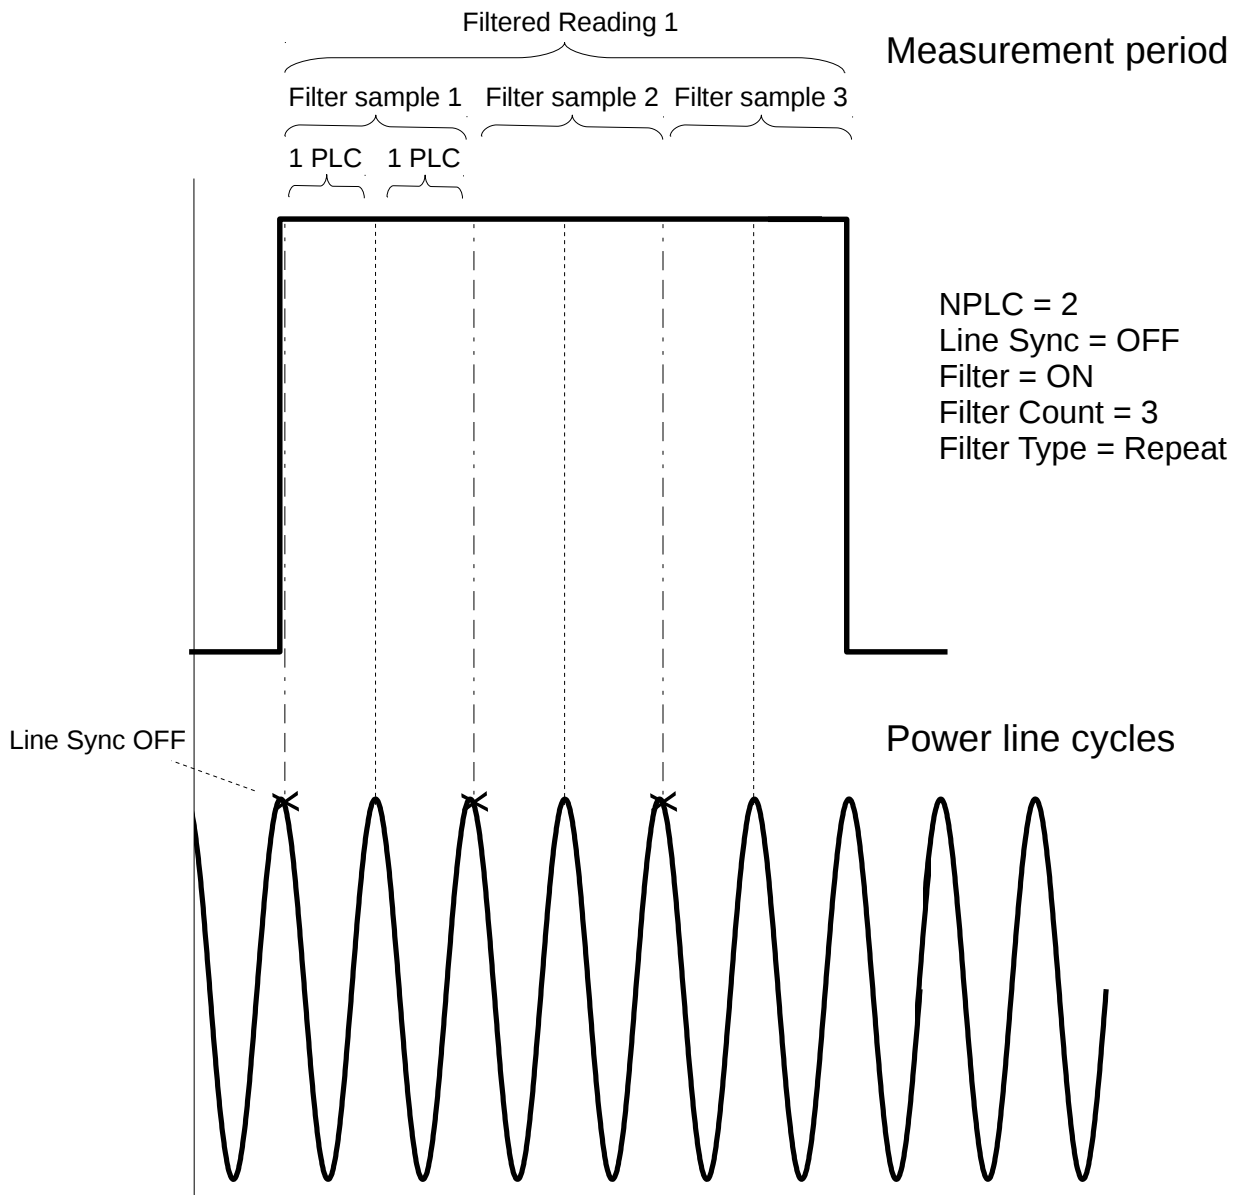 Filtered Reading 1
Measurement period
Filter sample 1
Filter sample 2
Filter sample 3
1 PLC
1 PLC
NPLC = 2
Line Sync = OFF
Filter = ON
Filter Count = 3
Filter Type = Repeat
Line Sync OFF
Power line cycles